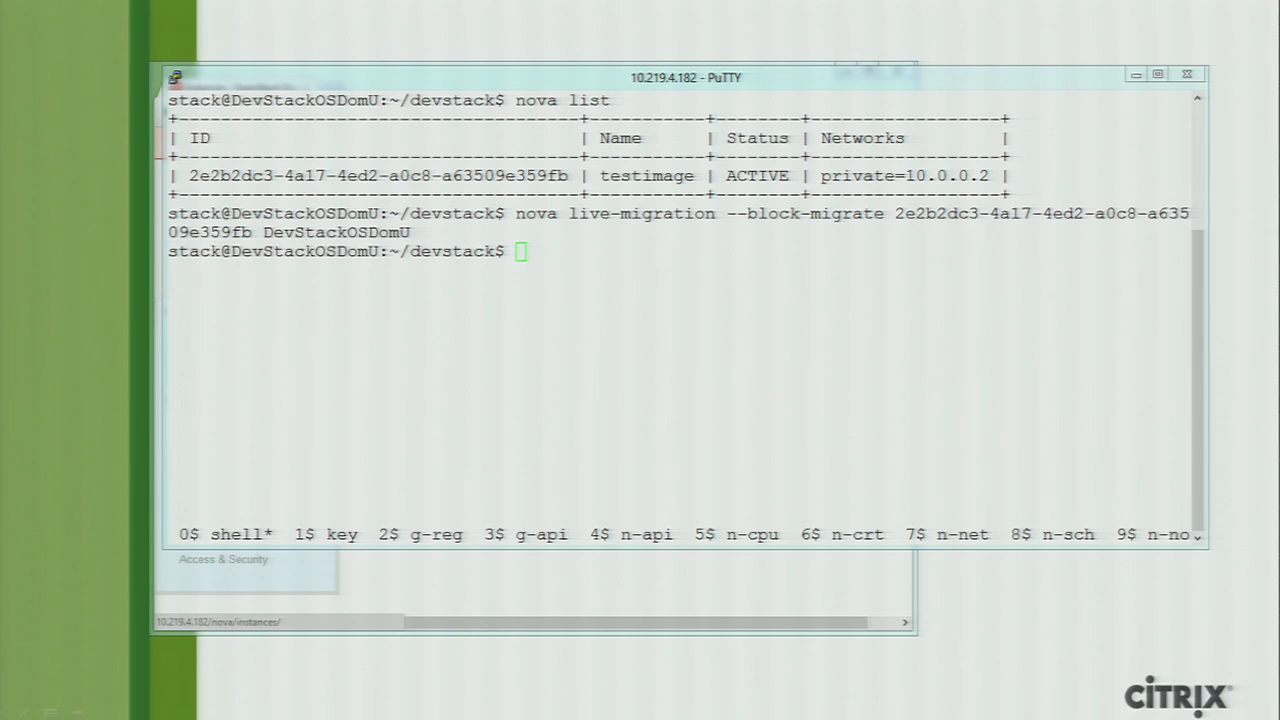 10.219.4.182 - PuTTY
stack@DevStackOSDomU:~/devstack$ nova list
+--------------------------------------+-----------+--------+------------------+
| ID | Name | Status | Networks |
+--------------------------------------+-----------+--------+------------------+
| 2e2b2dc3-4a17-4ed2-a0c8-a63509e359fb | testimage | ACTIVE | private=10.0.0.2 |
+--------------------------------------+-----------+--------+------------------+
stack@DevStackOSDomU:~/devstack$ nova live-migration --block-migrate 2e2b2dc3-4a17-4ed2-a0c8-a635
09e359fb DevStackOSDomU
stack@DevStackOSDomU:~/devstack$
0$ shell* 1$ key 2$ g-reg 3$ g-api 4$ n-api 5$ n-cpu 6$ n-crt 7$ n-net 8$ n-sch 9$ n-no
Access & Security
10.219.4.182/nova/instances/
CITRIX